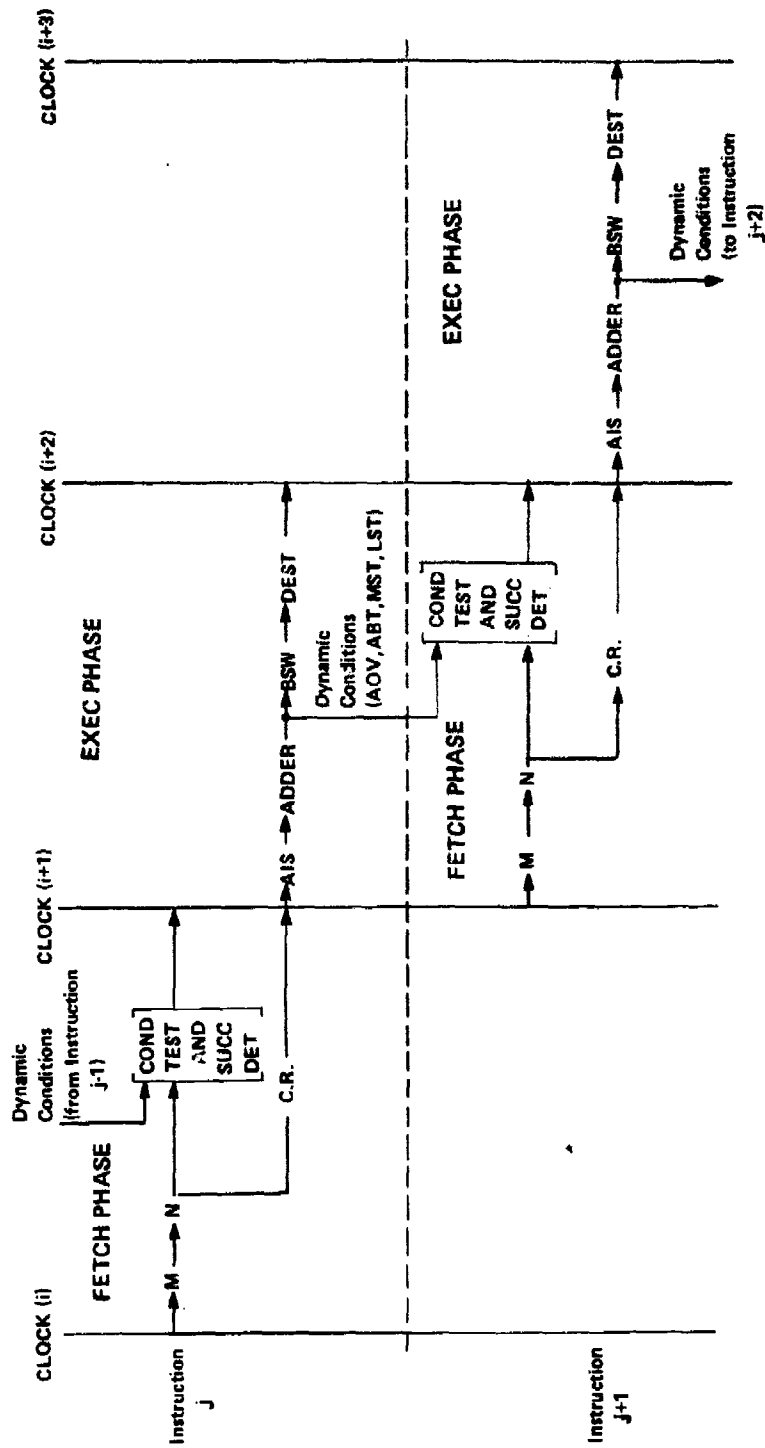 CLOCK (i)
CLOCK (i+1)
CLOCK (i+2)
CLOCK (i+3)
Dynamic
Conditions
(from Instruction
j-1)
FETCH PHASE
EXEC PHASE
Instruction
j
M
N
COND
TEST
AND
SUCC
DET
C.R.
AIS
ADDER
BSW
DEST
Dynamic
Conditions
(AOV, ABT, MST, LST)
FETCH PHASE
EXEC PHASE
Instruction
j+1
M
N
COND
TEST
AND
SUCC
DET
C.R.
AIS
ADDER
BSW
DEST
Dynamic
Conditions
(to Instruction
j+2)